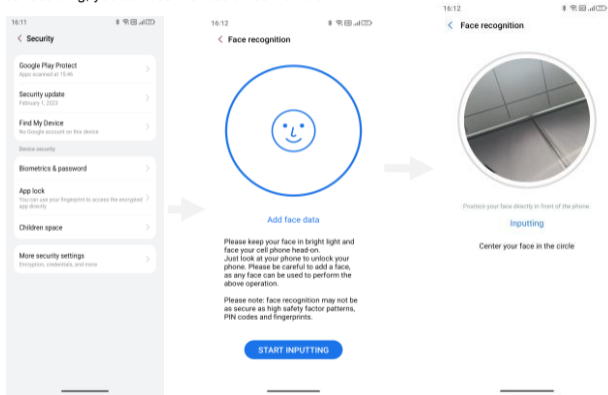 16:11
Security
Google Play Protect
Apps scanned at 15:46
Security update
February 1, 2023
Find My Device
No Google account on this device
Device security
Biometrics & password
App lock
You can use your fingerprint to access the encrypted
app directly
Children space
More security settings
Encryption, credentials, and more
16:12
Face recognition
Add face data
Please keep your face in bright light and
face your cell phone head-on.
Just look at your phone to unlock your
phone. Please be careful to add a face,
as any face can be used to perform the
above operation.
Please note: face recognition may not be
as secure as high safety factor patterns,
PIN codes and fingerprints.
START INPUTTING
16:12
Face recognition
Position your face directly in front of the phone.
Inputting
Center your face in the circle